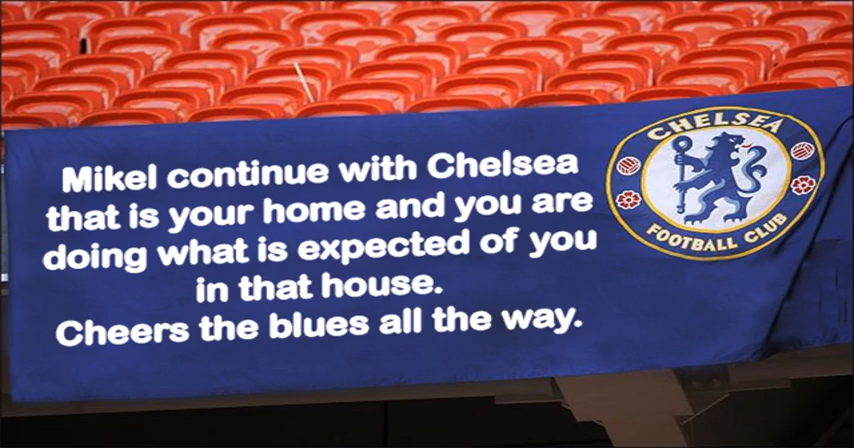 Mikel continue with Chelsea
that is your home and you are
doing what is expected of you
in that house.
Cheers the blues all the way.
CHELSEA
FOOTBALL CLUB